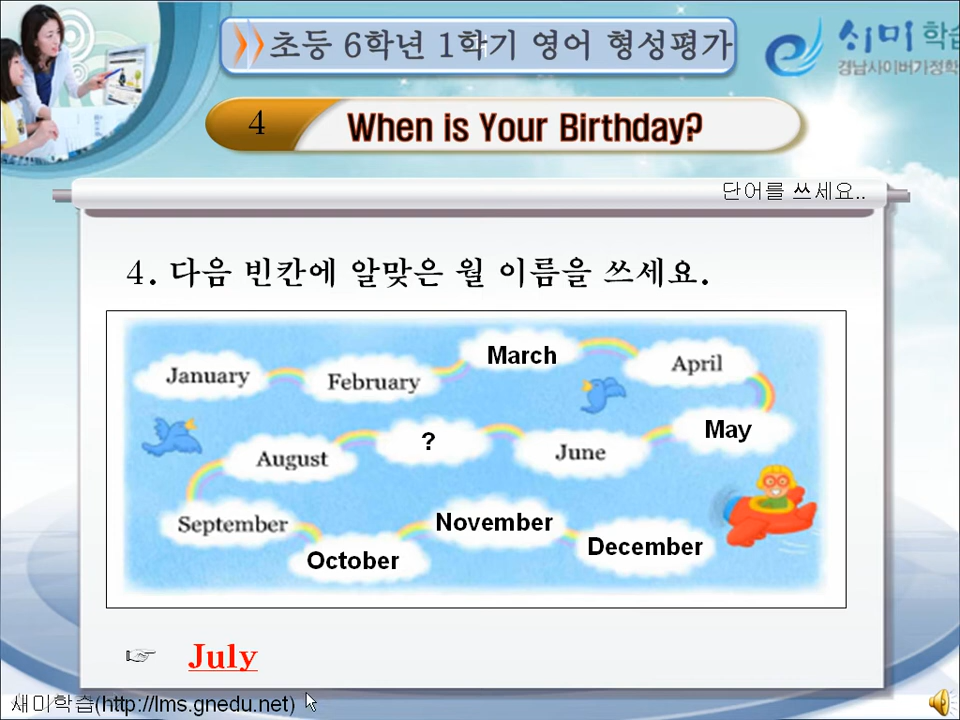 초등 6학년 1학기 영어 형성평가
학습
경남사이버가정학
4
When is Your Birthday?
단어를 쓰세요..
4. 다음 빈칸에 알맞은 월 이름을 쓰세요.
January
February
March
April
May
June
?
August
September
October
November
December
☞ July
새미학습(http://lms.gnedu.net)